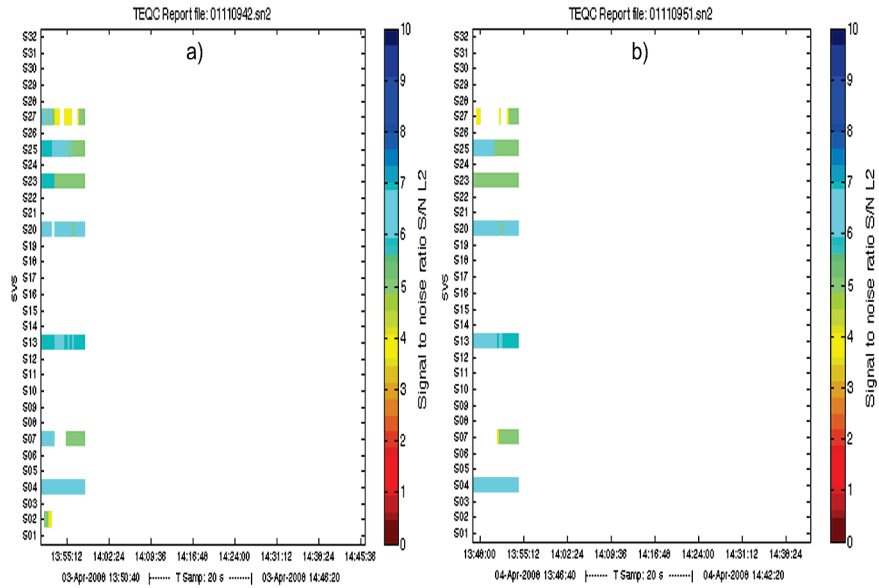 TEQC Report file: 01110942.sn2
a)
S32
S31
S30
S29
S28
S27
S26
S25
S24
S23
S22
S21
S20
S19
S18
S17
S16
S15
S14
S13
S12
S11
S10
S09
S08
S07
S06
S05
S04
S03
S02
S01
SVS
13:55:12 14:02:24 14:09:36 14:16:48 14:24:00 14:31:12 14:38:24 14:45:36
03-Apr-2008 13:50:40 |······ T Samp: 20 s ······| 03-Apr-2008 14:46:20
10
9
8
7
6
5
4
3
2
1
0
Signal to noise ratio S/N L2
TEQC Report file: 01110951.sn2
b)
S32
S31
S30
S29
S28
S27
S26
S25
S24
S23
S22
S21
S20
S19
S18
S17
S16
S15
S14
S13
S12
S11
S10
S09
S08
S07
S06
S05
S04
S03
S02
S01
SVS
13:48:00 13:55:12 14:02:24 14:09:36 14:16:48 14:24:00 14:31:12 14:38:24
04-Apr-2008 13:46:40 |······ T Samp: 20 s ······| 04-Apr-2008 14:42:20
10
9
8
7
6
5
4
3
2
1
0
Signal to noise ratio S/N L2